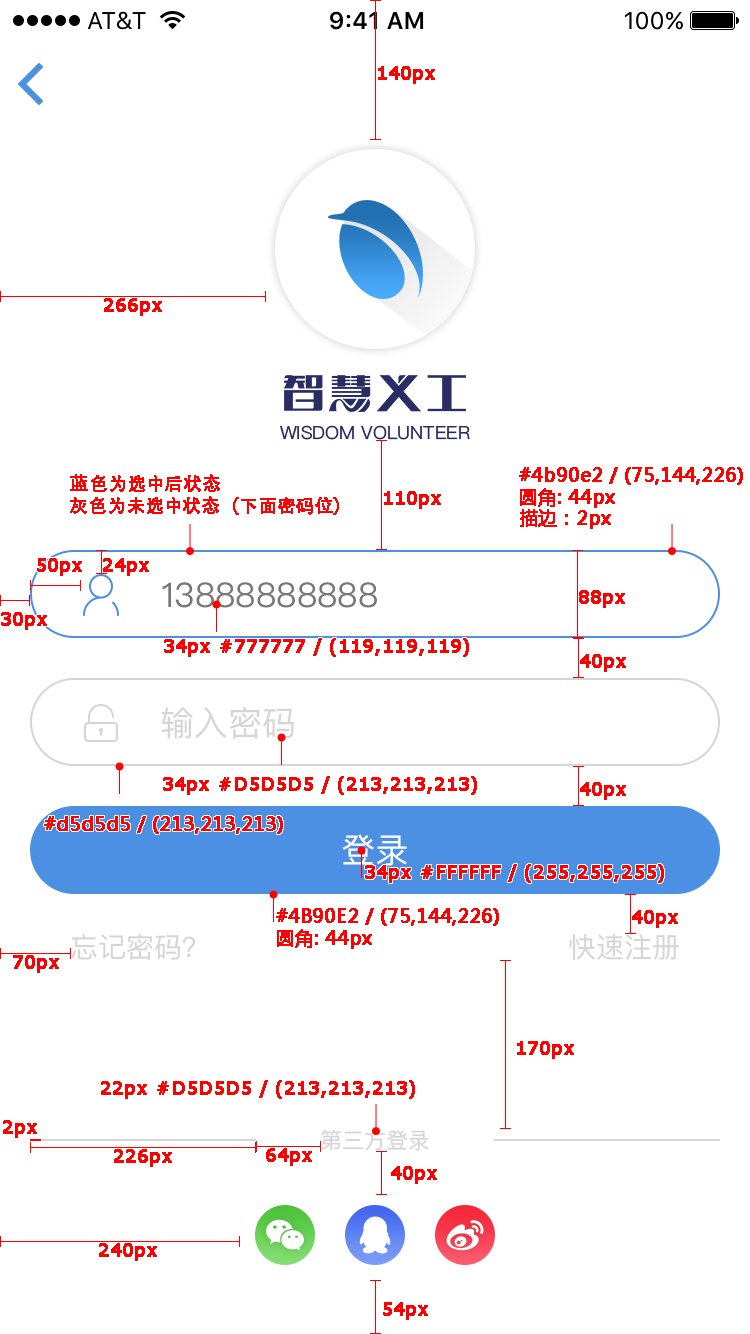 AT&T 9:41 AM 100%
140px
266px
智慧义工
WISDOM VOLUNTEER
蓝色为选中后状态
灰色为未选中状态（下面密码位）
110px
#4b90e2 / (75,144,226)
圆角: 44px
描边：2px
50px
24px
30px
13888888888
88px
34px #777777 / (119,119,119)
40px
输入密码
34px #D5D5D5 / (213,213,213)
40px
#d5d5d5 / (213,213,213)
登录
34px #FFFFFF / (255,255,255)
#4B90E2 / (75,144,226)
圆角: 44px
40px
忘记密码?
快速注册
70px
170px
22px #D5D5D5 / (213,213,213)
2px
第三方登录
226px
64px
40px
240px
54px